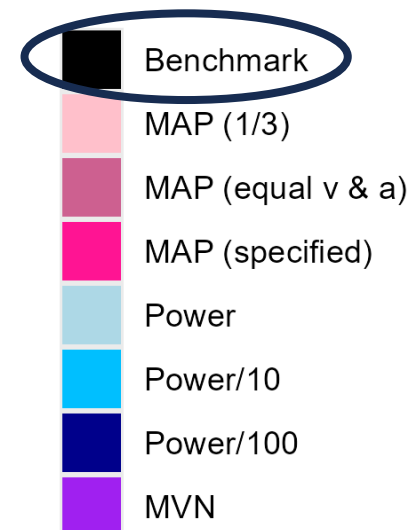 Benchmark
MAP (1/3)
MAP (equal v & a)
MAP (specified)
Power
Power/10
Power/100
MVN